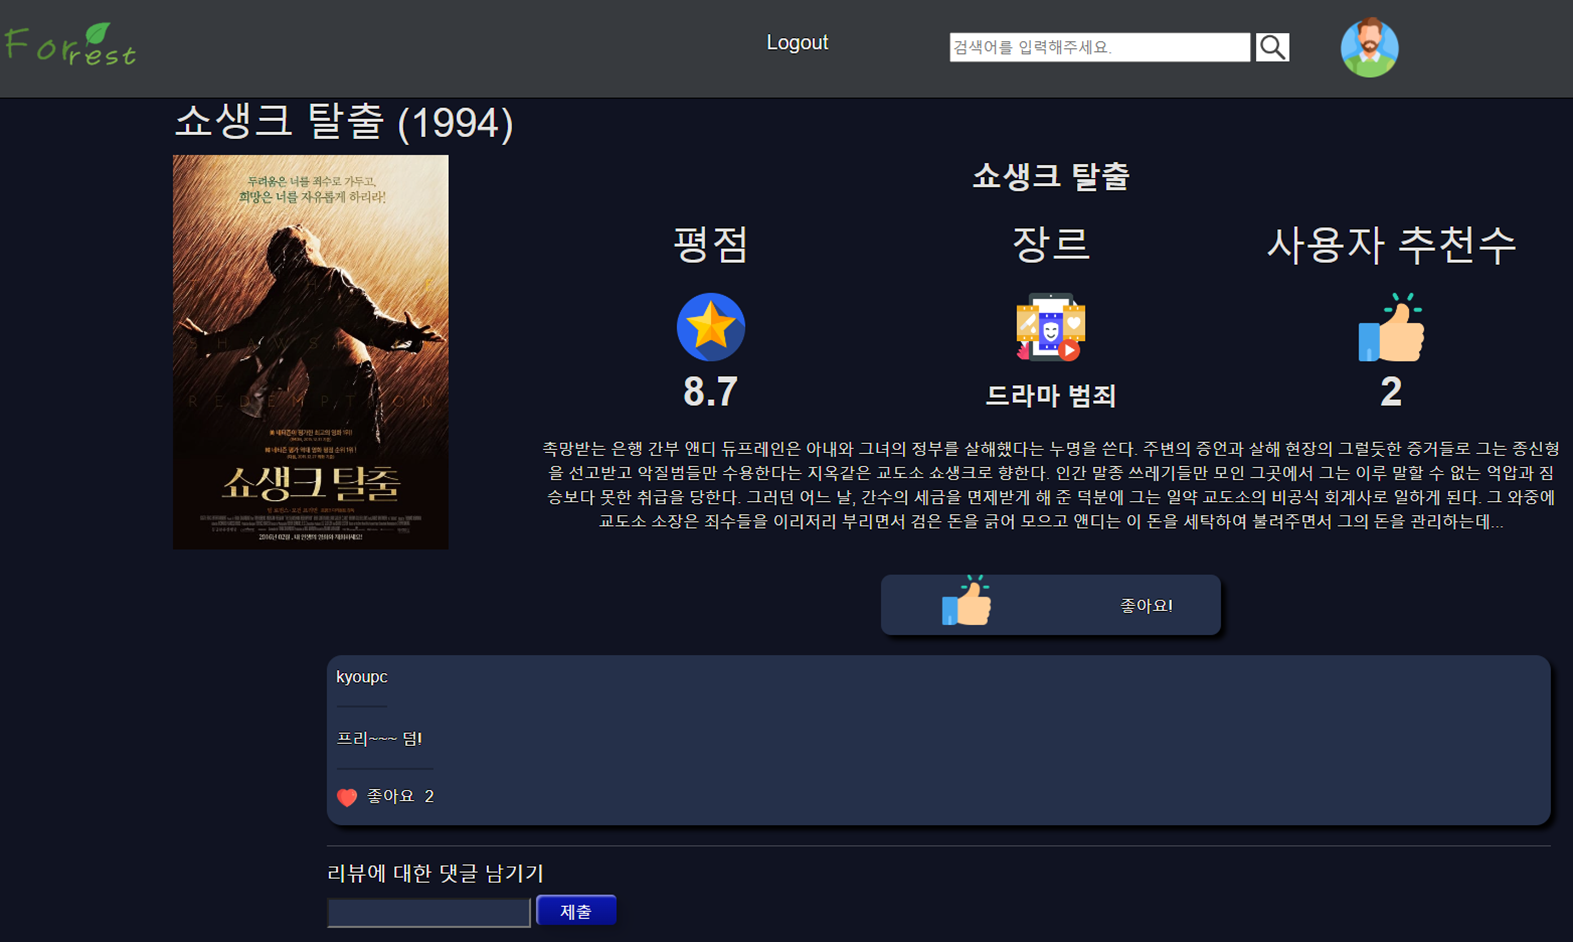 Forrest
Logout
검색어를 입력해주세요.
쇼생크 탈출 (1994)
두려움은 너를 죄수로 가두고,
희망은 너를 자유롭게 하리라!
REDEMPTION
쇼생크 탈출
쇼생크 탈출
평점
장르
사용자 추천수
8.7
드라마 범죄
2
촉망받는 은행 간부 앤디 듀프레인은 아내와 그녀의 정부를 살해했다는 누명을 쓴다. 주변의 증언과 살해 현장의 그럴듯한 증거들로 그는 종신형
을 선고받고 악질범들만 수용한다는 지옥같은 교도소 쇼생크로 향한다. 인간 말종 쓰레기들만 모인 그곳에서 그는 이루 말할 수 없는 억압과 짐
승보다 못한 취급을 당한다. 그러던 어느 날, 간수의 세금을 면제받게 해 준 덕분에 그는 일약 교도소의 비공식 회계사로 일하게 된다. 그 와중에
교도소 소장은 죄수들을 이리저리 부리면서 검은 돈을 긁어 모으고 앤디는 이 돈을 세탁하여 불려주면서 그의 돈을 관리하는데...
좋아요!
kyoupc
프리~~~ 덤!
좋아요 2
리뷰에 대한 댓글 남기기
제출